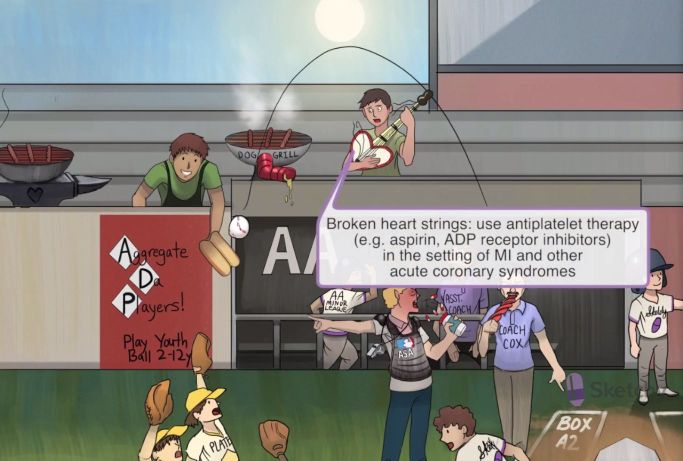 DOG GRILL
Broken heart strings: use antiplatelet therapy
(e.g. aspirin, ADP receptor inhibitors)
in the setting of MI and other
acute coronary syndromes
AA
Aggregate
Da
Players!
Play Youth
Ball 2-12y
AA
MINOR
LEAGUE
ASST.
COACH
ASA
COACH
COX
Sketchy
PLATE
Sketchy
Sketc
BOX
A2